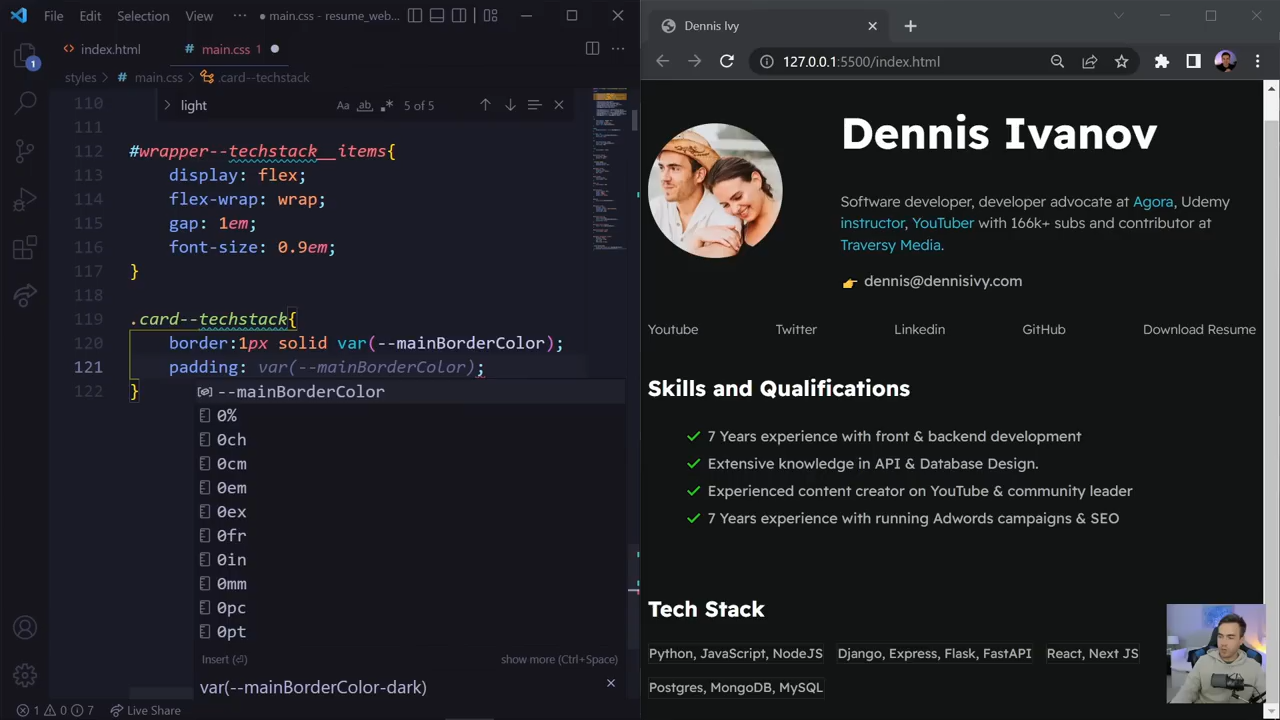 File Edit Selection View ··· ● main.css - resume_web...
index.html # main.css 1 ●
styles > # main.css > .card--techstack
light Aa ab .* 5 of 5
111
112 #wrapper--techstack__items{
113 display: flex;
114 flex-wrap: wrap;
115 gap: 1em;
116 font-size: 0.9em;
117 }
118
119 .card--techstack{
120 border:1px solid var(--mainBorderColor);
121 padding: var(--mainBorderColor);
122 }
--mainBorderColor
0%
0ch
0cm
0em
0ex
0fr
0in
0mm
0pc
0pt
Insert (⏎) show more (Ctrl+Space)
var(--mainBorderColor-dark)
1 0 7 Live Share
1
Dennis Ivy
127.0.0.1:5500/index.html
Dennis Ivanov
Software developer, developer advocate at Agora, Udemy
instructor, YouTube with 166k+ subs and contributor at
Traversy Media.
👉 dennis@dennisivy.com
Youtube Twitter Linkedin GitHub Download Resume
Skills and Qualifications
7 Years experience with front & backend development
Extensive knowledge in API & Database Design.
Experienced content creator on YouTube & community leader
7 Years experience with running Adwords campaigns & SEO
Tech Stack
Python, JavaScript, NodeJS Django, Express, Flask, FastAPI React, Next JS
Postgres, MongoDB, MySQL